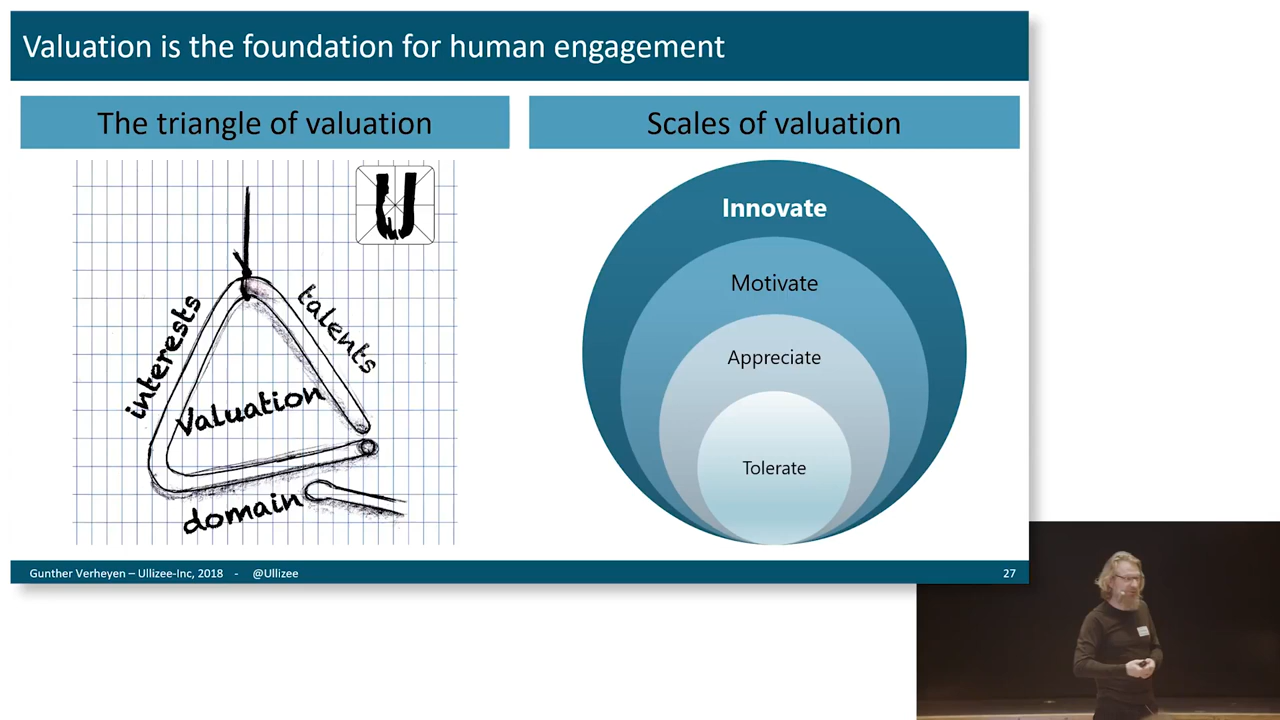 Valuation is the foundation for human engagement
The triangle of valuation
Scales of valuation
U
interests
talents
Valuation
domain
Innovate
Motivate
Appreciate
Tolerate
Gunther Verheyen – Ullizee-Inc, 2018 - @Ullizee
27